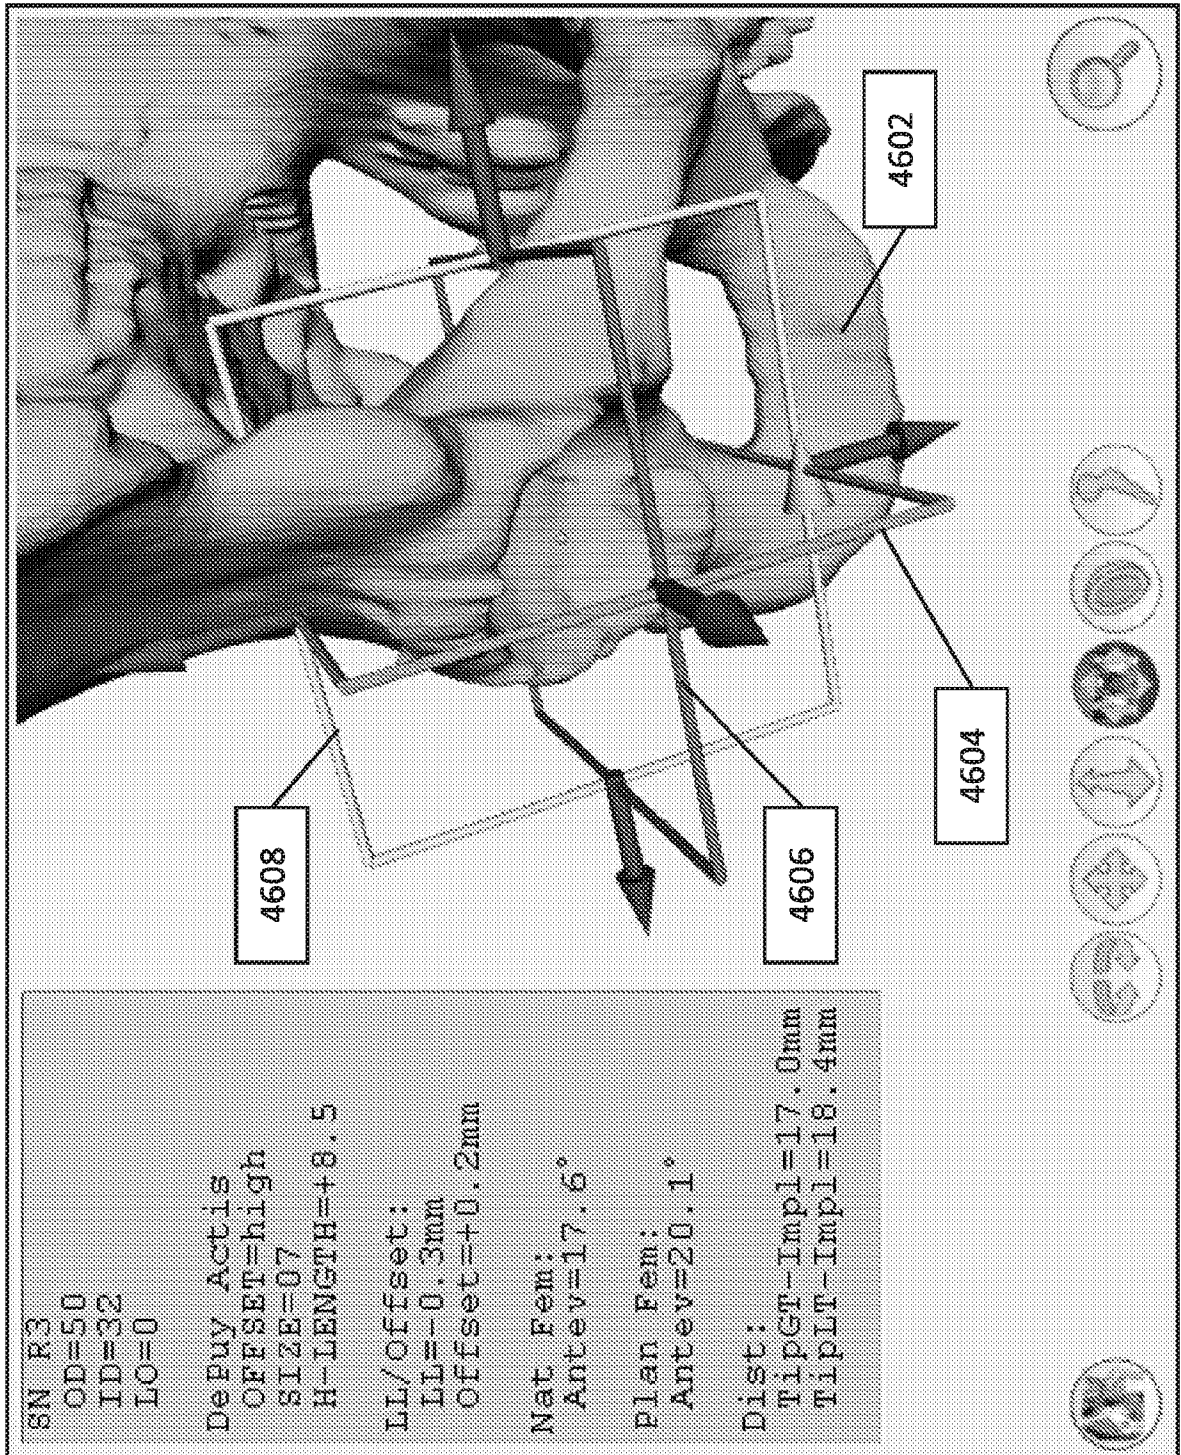 SN R3
OD=50
ID=32
LO=0
DePuy Actis
OFFSET=high
SIZE=07
H-LENGTH=+8.5
LL/Offset:
LL=-0.3mm
Offset=+0.2mm
Nat Fem:
Antev=17.6°
plan Fem:
Antev=20.1°
Dist:
TipGT-Impl=17.0mm
TipLT-Impl=18.4mm
4608
4606
4604
4602